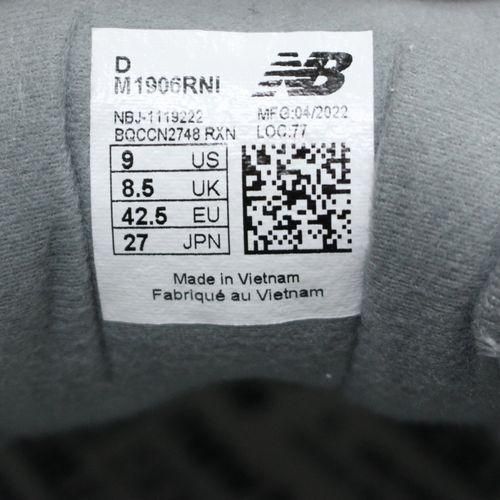 D
M1906RNI
NB
NBJ-1119222 MFG:04/2022
BQCCN2748 RXN LOC:77
9 US
8.5 UK
42.5 EU
27 JPN
Made in Vietnam
Fabriqué au Vietnam